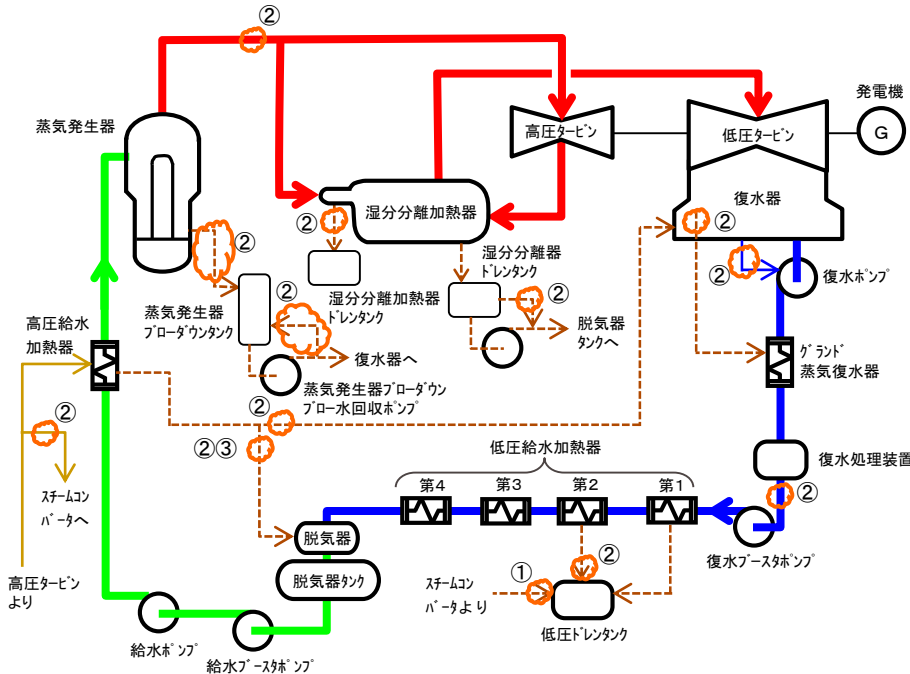 ②
発電機
蒸気発生器
高圧タービン
低圧タービン
G
②
湿分分離加熱器
復水器
②
②
湿分分離器
ドレンタンク
②
復水ポンプ
②
湿分分離加熱器
ドレンタンク
②
蒸気発生器
ブローダウンタンク
脱気器
タンクへ
高圧給水
加熱器
復水器へ
グランド
蒸気復水器
蒸気発生器ブローダウン
ブロー水回収ポンプ
②
②
②③
低圧給水加熱器
復水処理装置
第4
第3
第2
第1
②
スチームコン
バータへ
脱気器
復水ブースタポンプ
②
高圧タービン
より
脱気器タンク
スチームコン
バータより
①
低圧ドレンタンク
給水ポンプ
給水ブースタポンプ